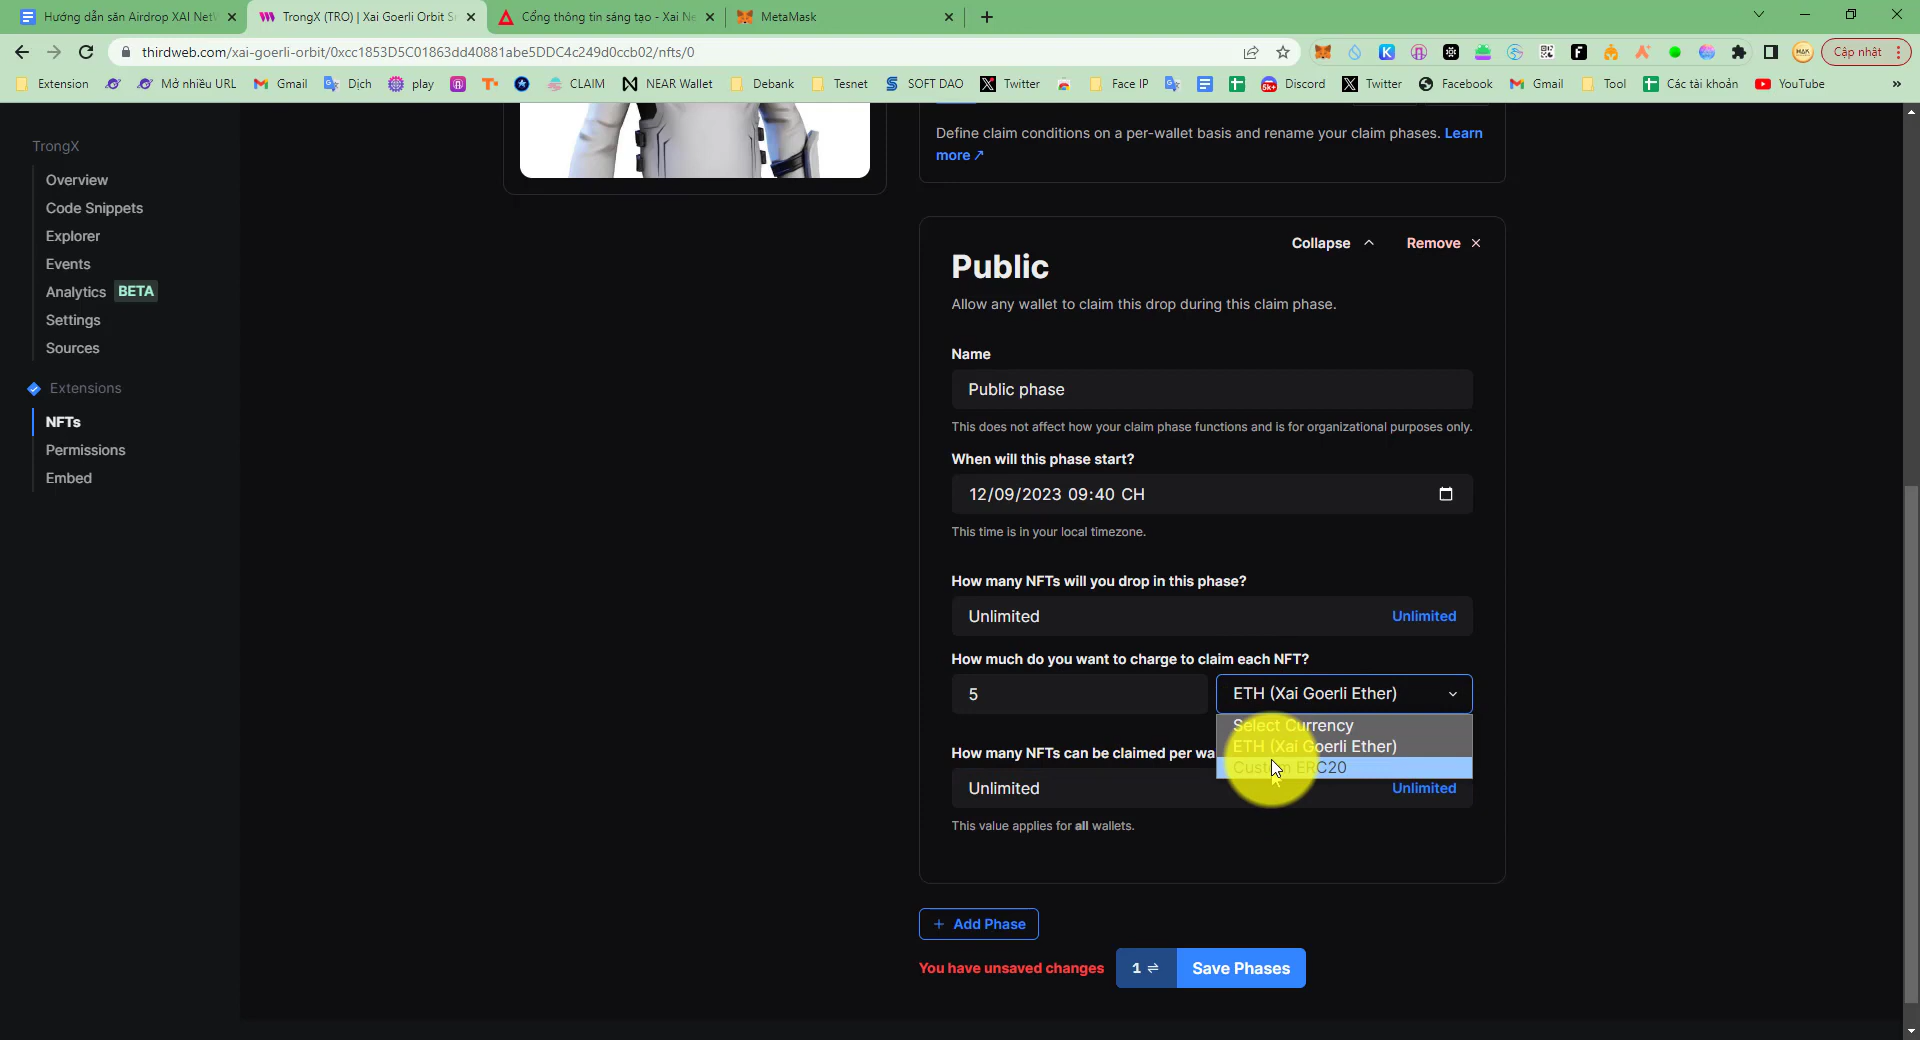 Hướng dẫn săn Airdrop XAI Net
TrongX (TRO) | Xai Goerli Orbit S
Cổng thông tin sáng tạo - Xai Ne
MetaMask
thirdweb.com/xai-goerli-orbit/0xcc1853D5C01863dd40881abe5DDC4c249d0ccb02/nfts/0
Cập nhật
Extension
Mở nhiều URL
Gmail
Dịch
play
CLAIM
NEAR Wallet
Debank
Tesnet
SOFT DAO
Twitter
Face IP
Discord
Twitter
Facebook
Gmail
Tool
Các tài khoản
YouTube
TrongX
Overview
Code Snippets
Explorer
Events
Analytics BETA
Settings
Sources
Extensions
NFTs
Permissions
Embed
Define claim conditions on a per-wallet basis and rename your claim phases. Learn
more
Collapse
Remove
Public
Allow any wallet to claim this drop during this claim phase.
Name
Public phase
This does not affect how your claim phase functions and is for organizational purposes only.
When will this phase start?
12/09/2023 09:40 CH
This time is in your local timezone.
How many NFTs will you drop in this phase?
Unlimited
Unlimited
How much do you want to charge to claim each NFT?
5
ETH (Xai Goerli Ether)
Select Currency
ETH (Xai Goerli Ether)
Custom ERC20
How many NFTs can be claimed per wa
Unlimited
Unlimited
This value applies for all wallets.
+ Add Phase
You have unsaved changes
1
Save Phases